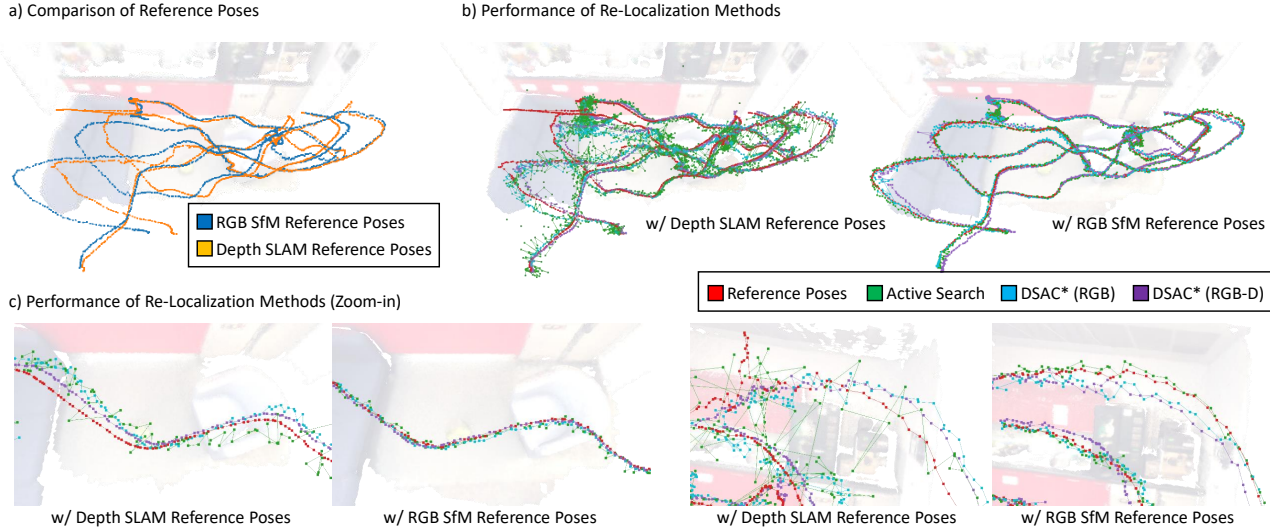 a) Comparison of Reference Poses
b) Performance of Re-Localization Methods
RGB SfM Reference Poses
Depth SLAM Reference Poses
w/ Depth SLAM Reference Poses
w/ RGB SfM Reference Poses
Reference Poses
Active Search
DSAC* (RGB)
DSAC* (RGB-D)
c) Performance of Re-Localization Methods (Zoom-in)
w/ Depth SLAM Reference Poses
w/ RGB SfM Reference Poses
w/ Depth SLAM Reference Poses
w/ RGB SfM Reference Poses